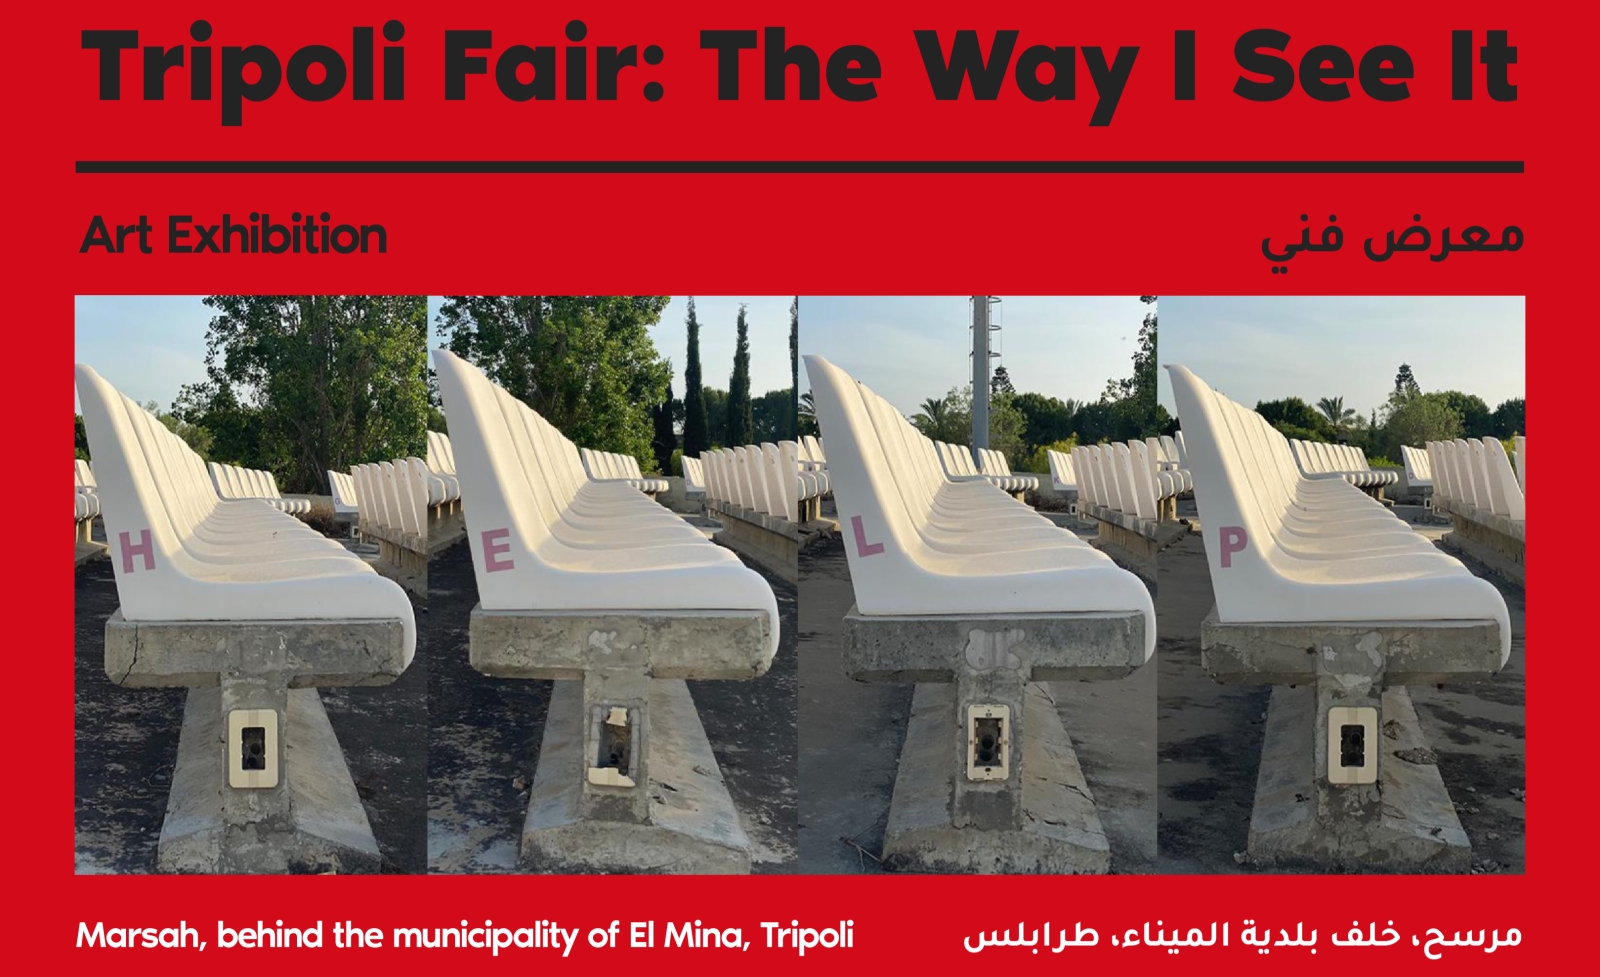 Tripoli Fair: The Way I See It
Art Exhibition
معرض فني
H E L P
Marsah, behind the municipality of El Mina, Tripoli
مرسح، خلف بلدية الميناء، طرابلس